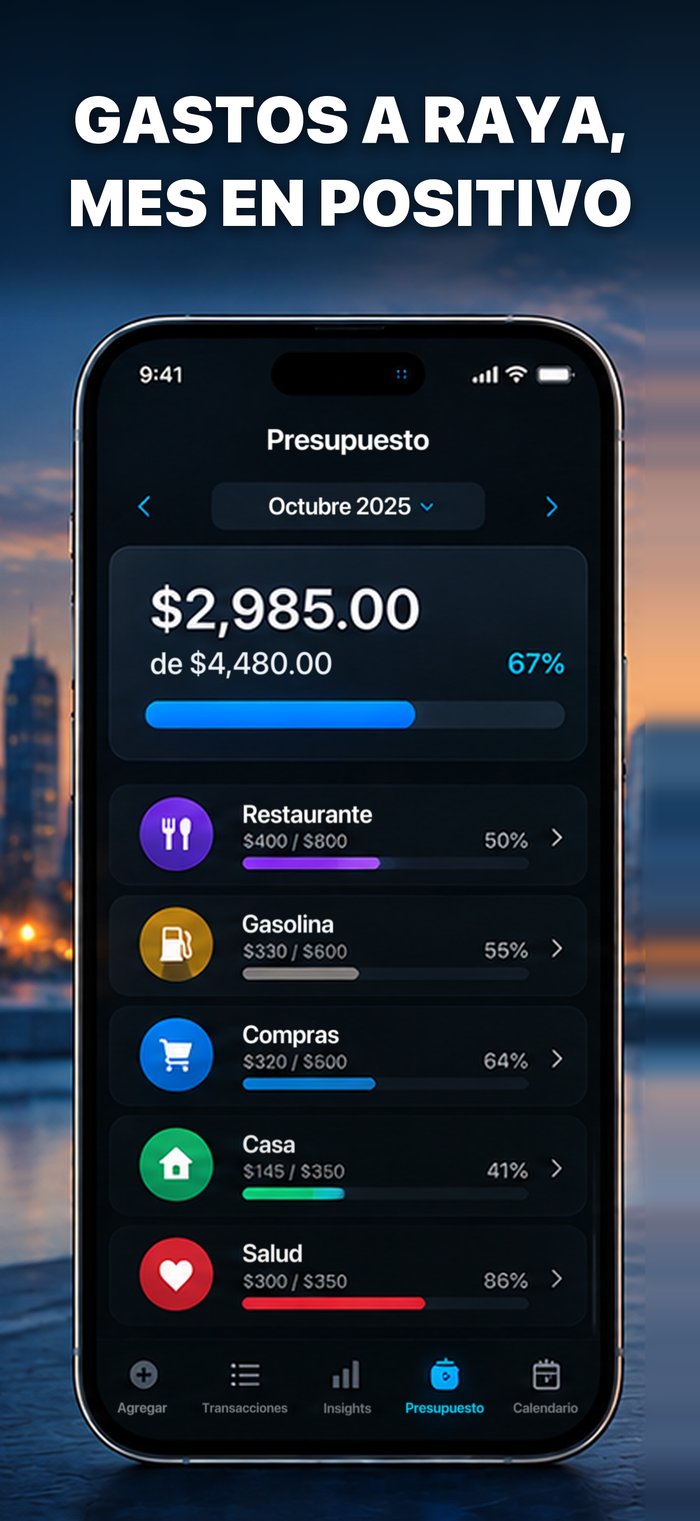 GASTOS A RAYA,
MES EN POSITIVO
9:41
Presupuesto
Octubre 2025
$2,985.00
de $4,480.00
67%
Restaurante
$400 / $800
50%
Gasolina
$330 / $600
55%
Compras
$320 / $600
64%
Casa
$145 / $350
41%
Salud
$300 / $350
86%
Agregar
Transacciones
Insights
Presupuesto
Calendario